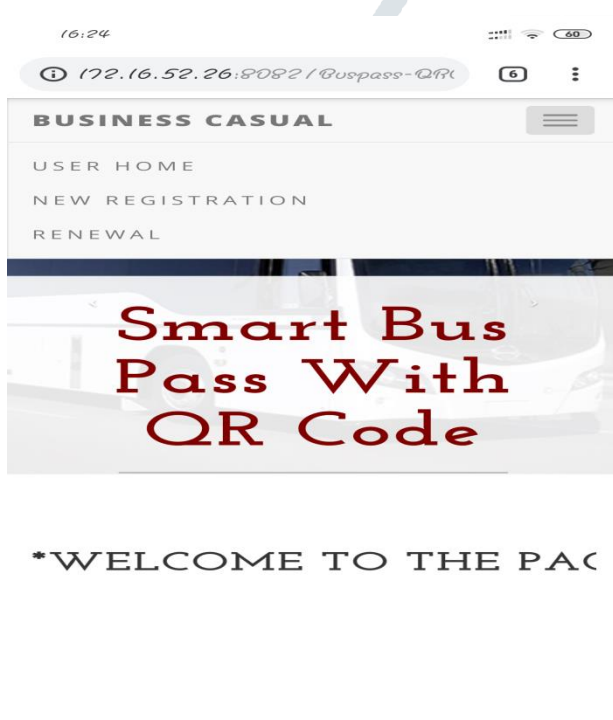 16:24
60
172.16.52.26:8082/Buspass-QR(
6
BUSINESS CASUAL
USER HOME
NEW REGISTRATION
RENEWAL
Smart Bus
Pass With
QR Code
*WELCOME TO THE PAG